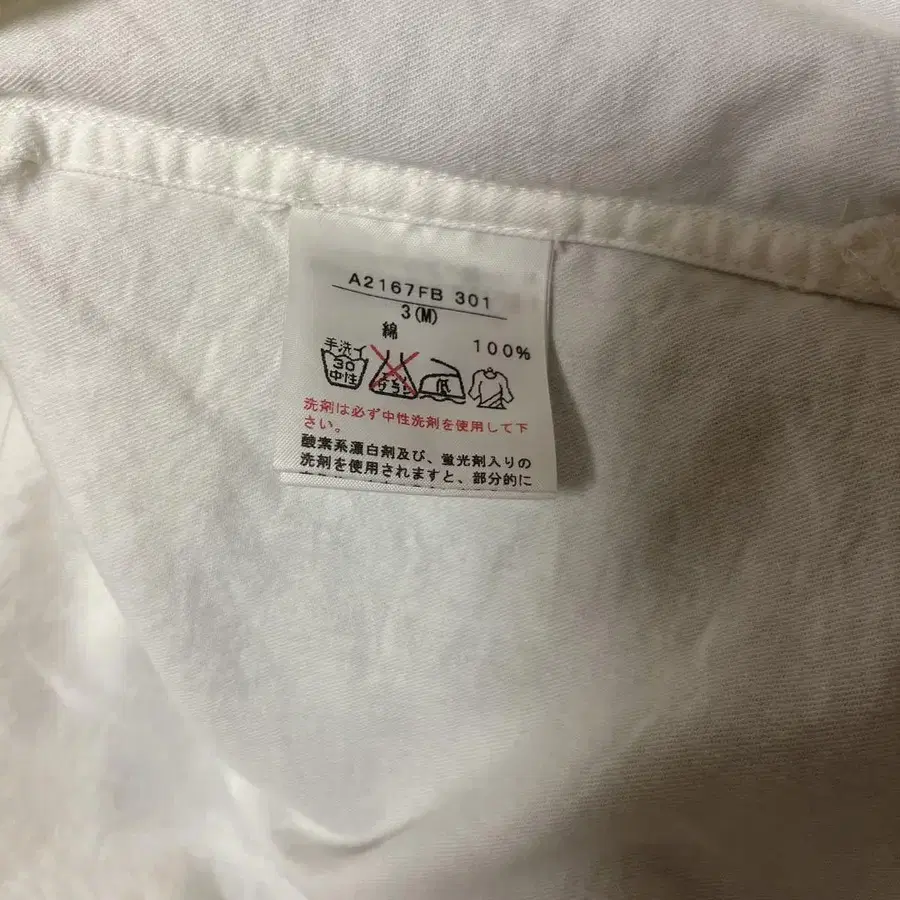 A2167FB 301
3(M)
綿 100%
手洗イ
30
中性
低
洗剤は必ず中性洗剤を使用して下
さい。
酸素系漂白剤及び、蛍光剤入りの
洗剤を使用されますと、部分的に